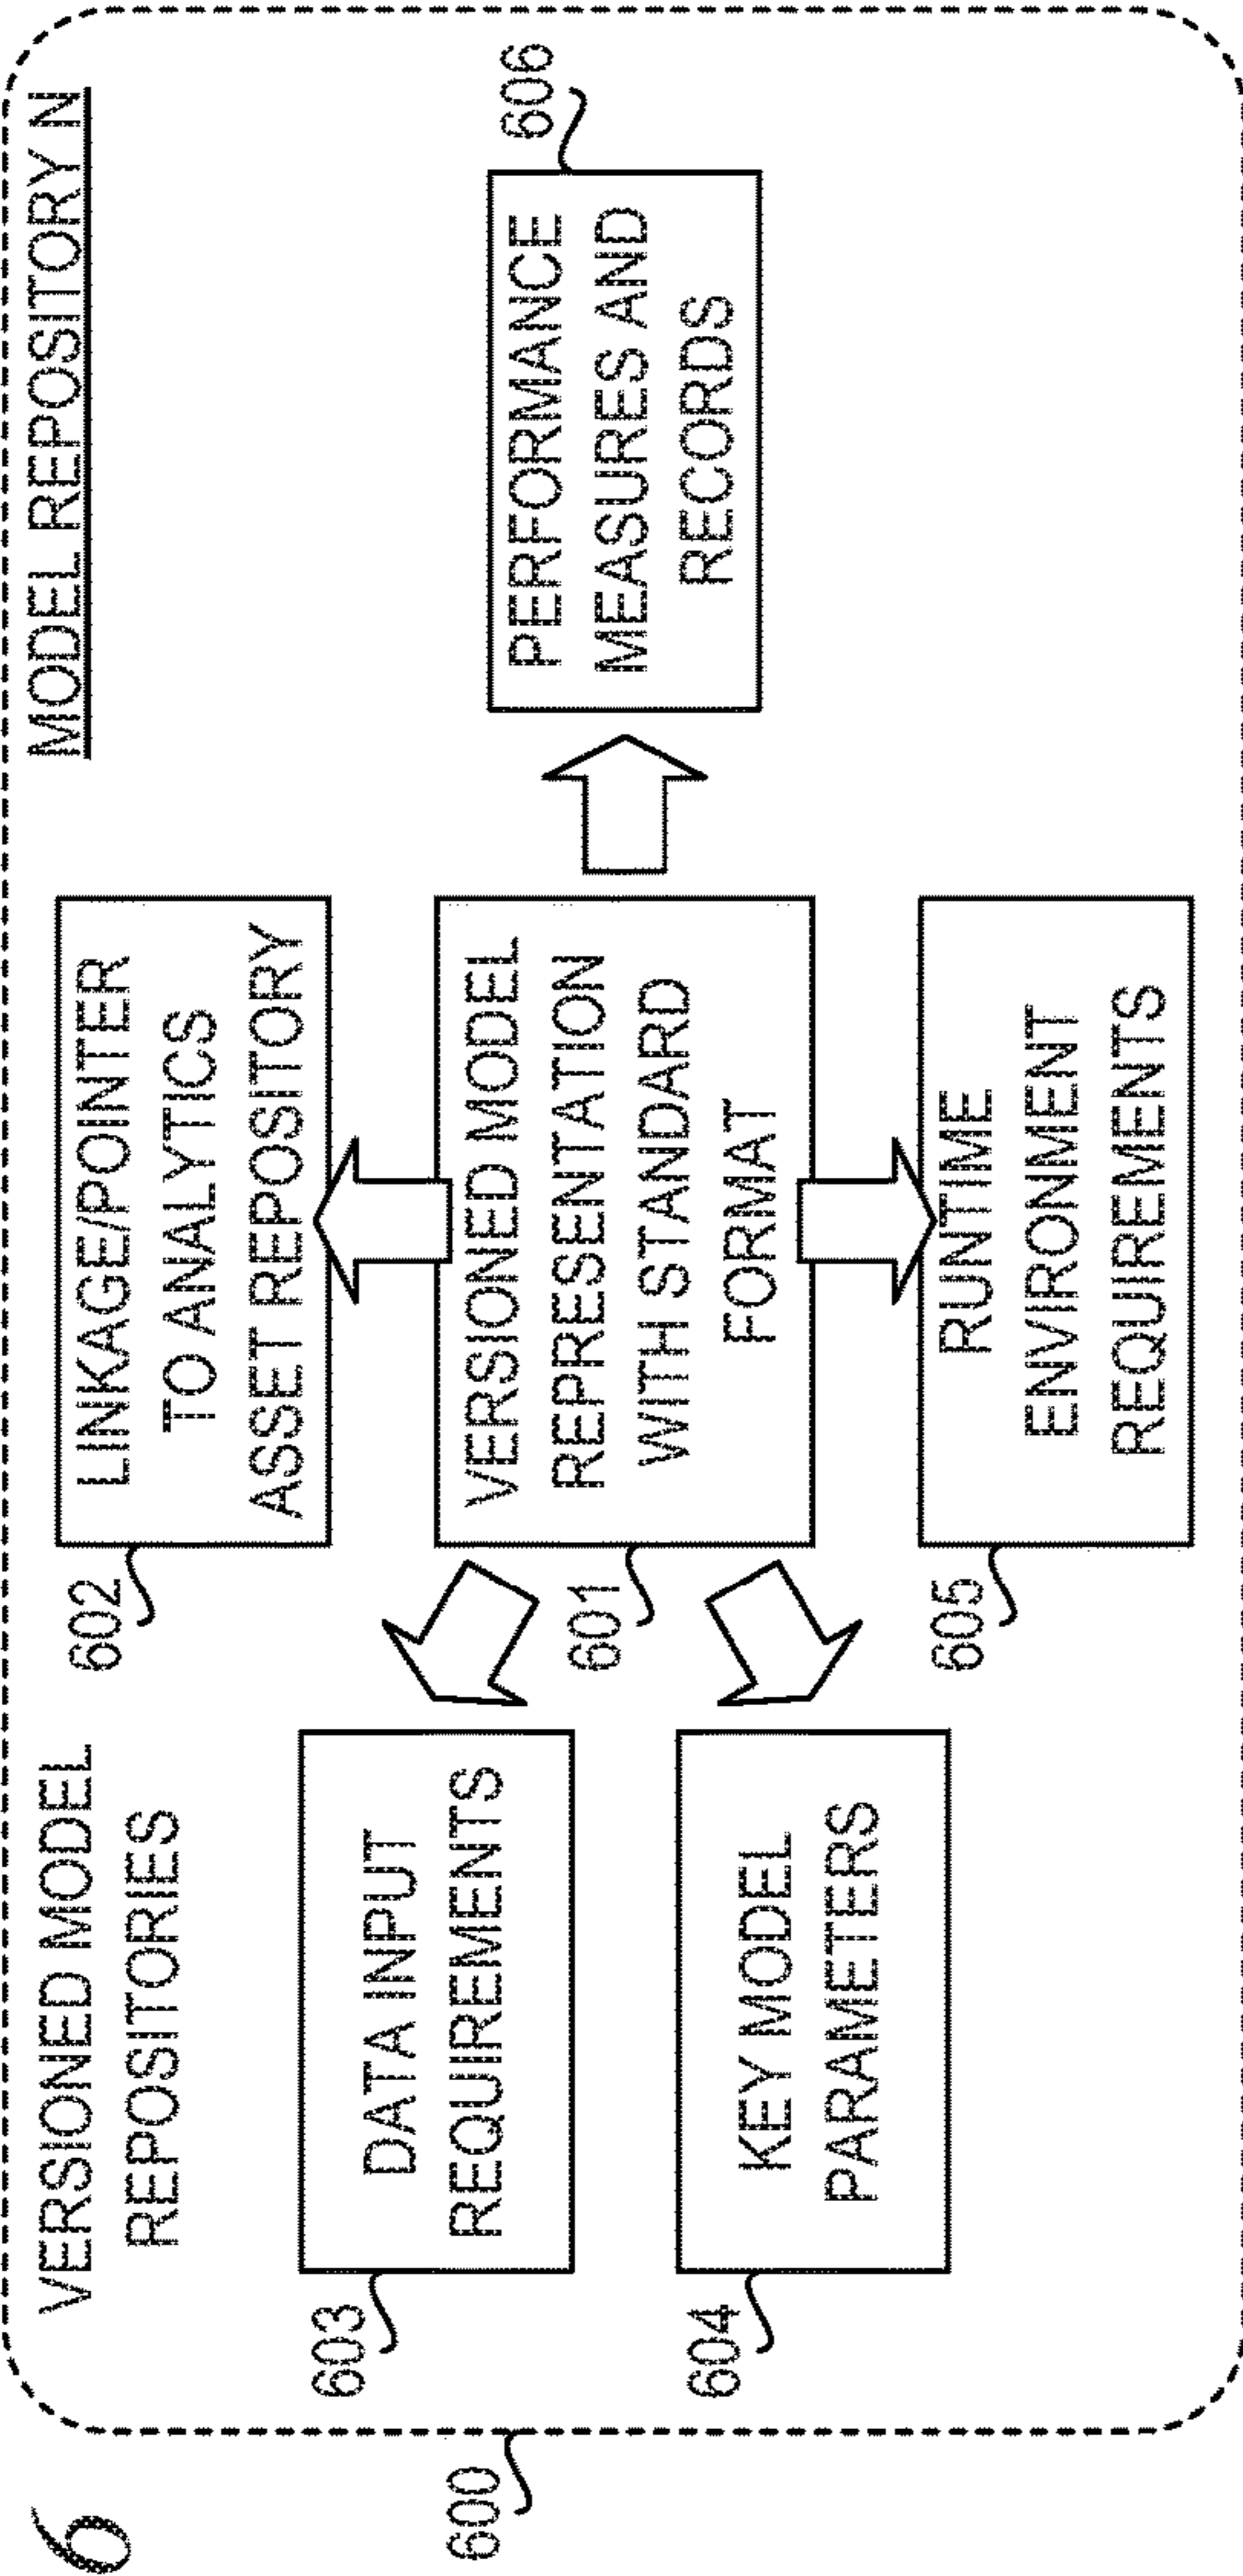 6
VERSIONED MODEL
REPOSITORIES
MODEL REPOSITORY N
600
602
LINKAGE/POINTER
TO ANALYTICS
ASSET REPOSITORY
603
DATA INPUT
REQUIREMENTS
601
VERSIONED MODEL
REPRESENTATION
WITH STANDARD
FORMAT
606
PERFORMANCE
MEASURES AND
RECORDS
604
KEY MODEL
PARAMETERS
605
RUNTIME
ENVIRONMENT
REQUIREMENTS